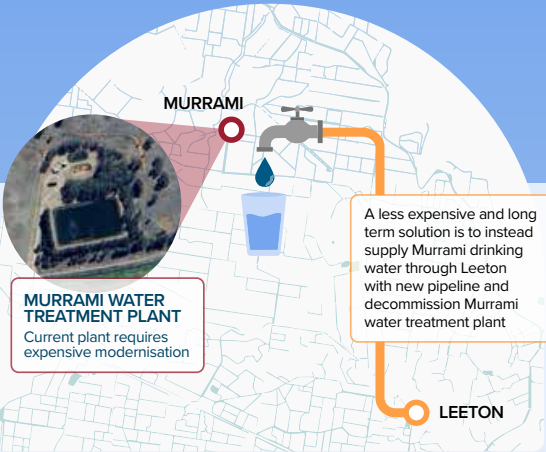 MURRAMI
A less expensive and long
term solution is to instead
supply Murrami drinking
water through Leeton
with new pipeline and
decommission Murrami
water treatment plant
MURRAMI WATER
TREATMENT PLANT
Current plant requires
expensive modernisation
LEETON